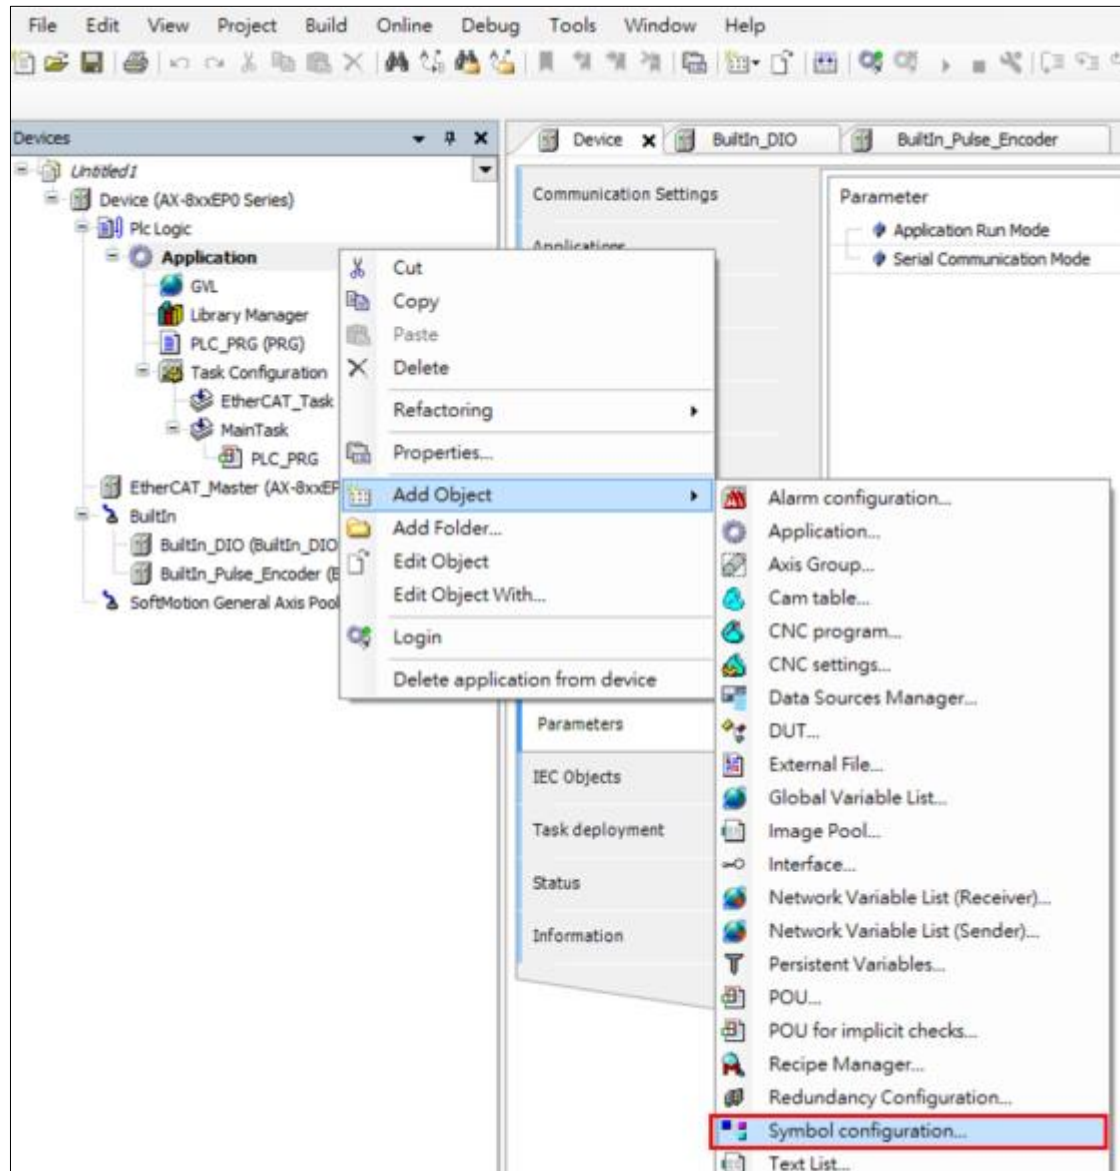 File Edit View Project Build Online Debug Tools Window Help
Devices
Untitled1
Device (AX-8xxEP0 Series)
Plc Logic
Application
GVL
Library Manager
PLC_PRG (PRG)
Task Configuration
EtherCAT_Task
MainTask
PLC_PRG
EtherCAT_Master (AX-8xxEP
BuiltIn
BuiltIn_DIO (BuiltIn_DIO
BuiltIn_Pulse_Encoder (B
SoftMotion General Axis Pool
Device BuiltIn_DIO BuiltIn_Pulse_Encoder
Communication Settings
Applications
Parameter
Application Run Mode
Serial Communication Mode
Cut
Copy
Paste
Delete
Refactoring
Properties...
Add Object
Add Folder...
Edit Object
Edit Object With...
Login
Delete application from device
Parameters
IEC Objects
Task deployment
Status
Information
Alarm configuration...
Application...
Axis Group...
Cam table...
CNC program...
CNC settings...
Data Sources Manager...
DUT...
External File...
Global Variable List...
Image Pool...
Interface...
Network Variable List (Receiver)...
Network Variable List (Sender)...
Persistent Variables...
POU...
POU for implicit checks...
Recipe Manager...
Redundancy Configuration...
Symbol configuration...
Text List...